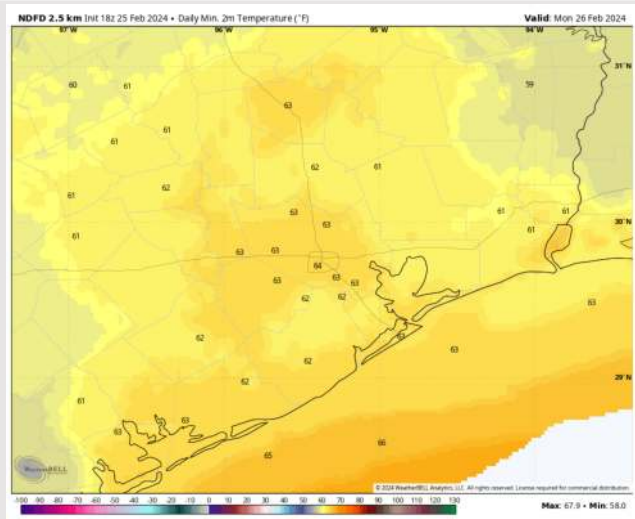 NDFD 2.5 km Init 18z 25 Feb 2024 • Daily Min. 2m Temperature (°F) Valid: Mon 26 Feb 2024
97°W 96°W 95°W 94°W
31°N
60 61 63 59
61
61
62 61
62
61
63 61 61
63 30°N
61 63 63 61
64
63 63 63
62 62 63
62 63
62
62 29°N
61
63
63
66
65
WeatherBELL
© 2024 WeatherBELL Analytics, LLC. All rights reserved. License required for commercial distribution.
-100 -90 -80 -70 -60 -50 -40 -30 -20 -10 0 10 20 30 40 50 60 70 80 90 100 110 120 130
Max: 67.9 • Min: 58.0